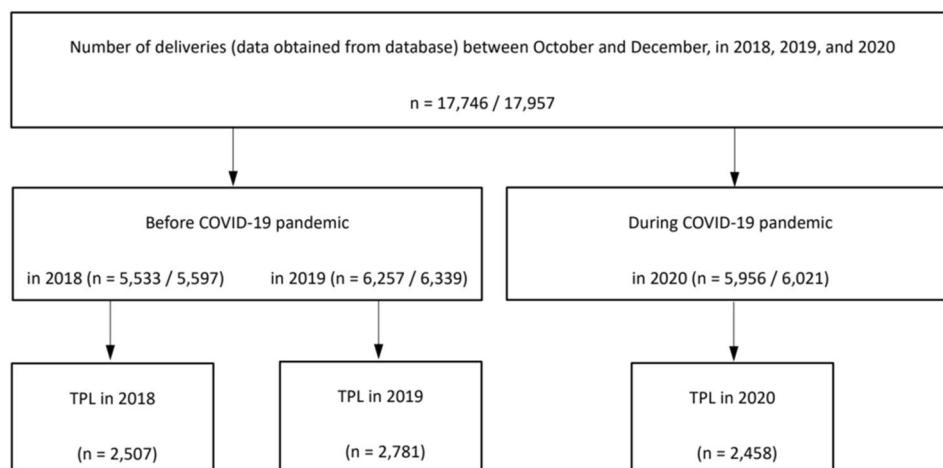 Number of deliveries (data obtained from database) between October and December, in 2018, 2019, and 2020
n = 17,746 / 17,957
Before COVID-19 pandemic
in 2018 (n = 5,533 / 5,597)
in 2019 (n = 6,257 / 6,339)
During COVID-19 pandemic
in 2020 (n = 5,956 / 6,021)
TPL in 2018
(n = 2,507)
TPL in 2019
(n = 2,781)
TPL in 2020
(n = 2,458)